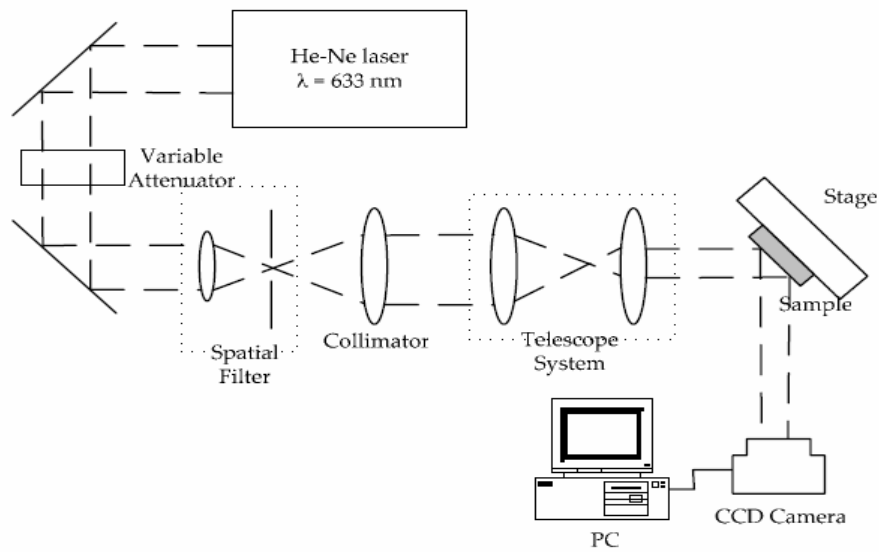 He-Ne laser
λ = 633 nm
Variable
Attenuator
Stage
Sample
Collimator
Spatial
Filter
Telescope
System
CCD Camera
PC